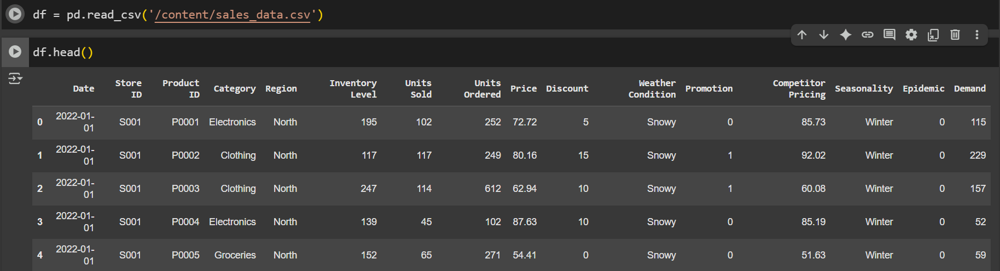 df = pd.read_csv('/content/sales_data.csv')
df.head()
Date Store ID Product ID Category Region Inventory Level Units Sold Units Ordered Price Discount Weather Condition Promotion Competitor Pricing Seasonality Epidemic Demand
0 2022-01-01 S001 P0001 Electronics North 195 102 252 72.72 5 Snowy 0 85.73 Winter 0 115
1 2022-01-01 S001 P0002 Clothing North 117 117 249 80.16 15 Snowy 1 92.02 Winter 0 229
2 2022-01-01 S001 P0003 Clothing North 247 114 612 62.94 10 Snowy 1 60.08 Winter 0 157
3 2022-01-01 S001 P0004 Electronics North 139 45 102 87.63 10 Snowy 0 85.19 Winter 0 52
4 2022-01-01 S001 P0005 Groceries North 152 65 271 54.41 0 Snowy 0 51.63 Winter 0 59